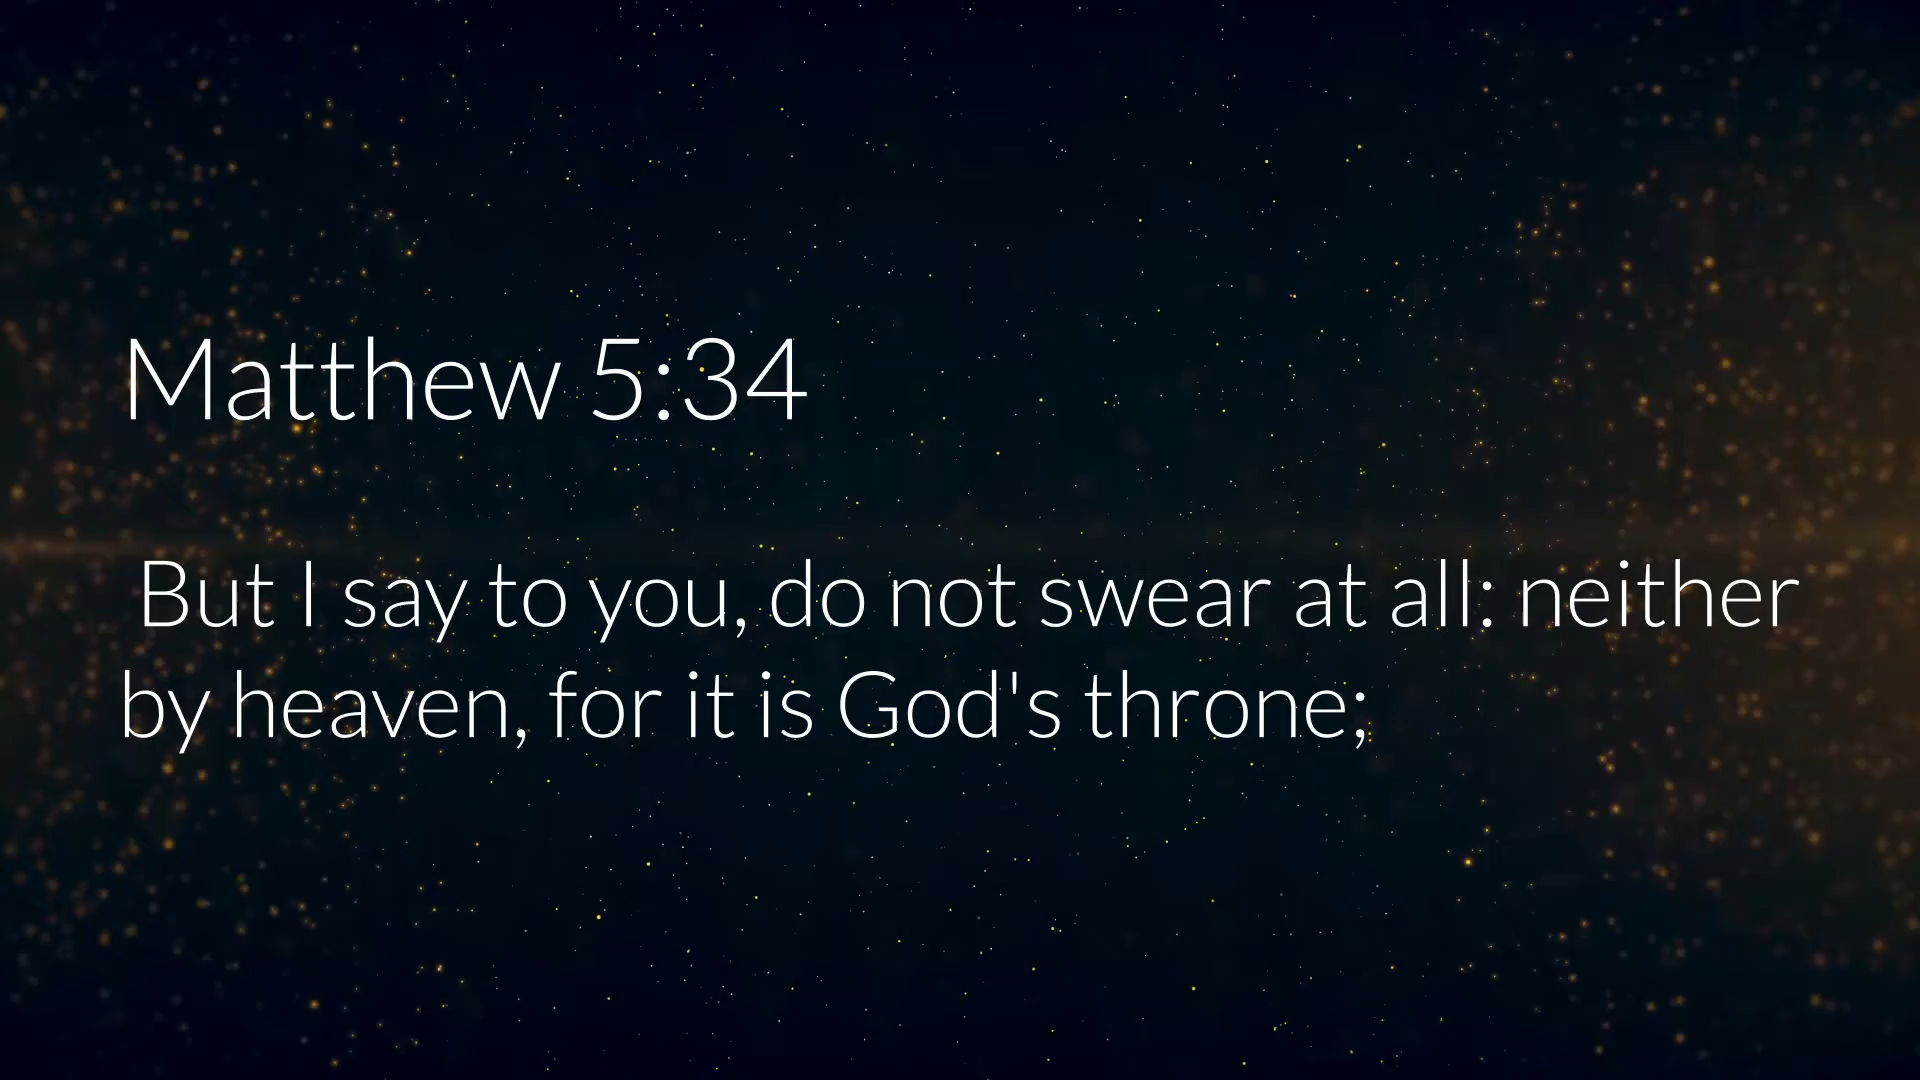 Matthew 5:34
But I say to you, do not swear at all: neither
by heaven, for it is God's throne;